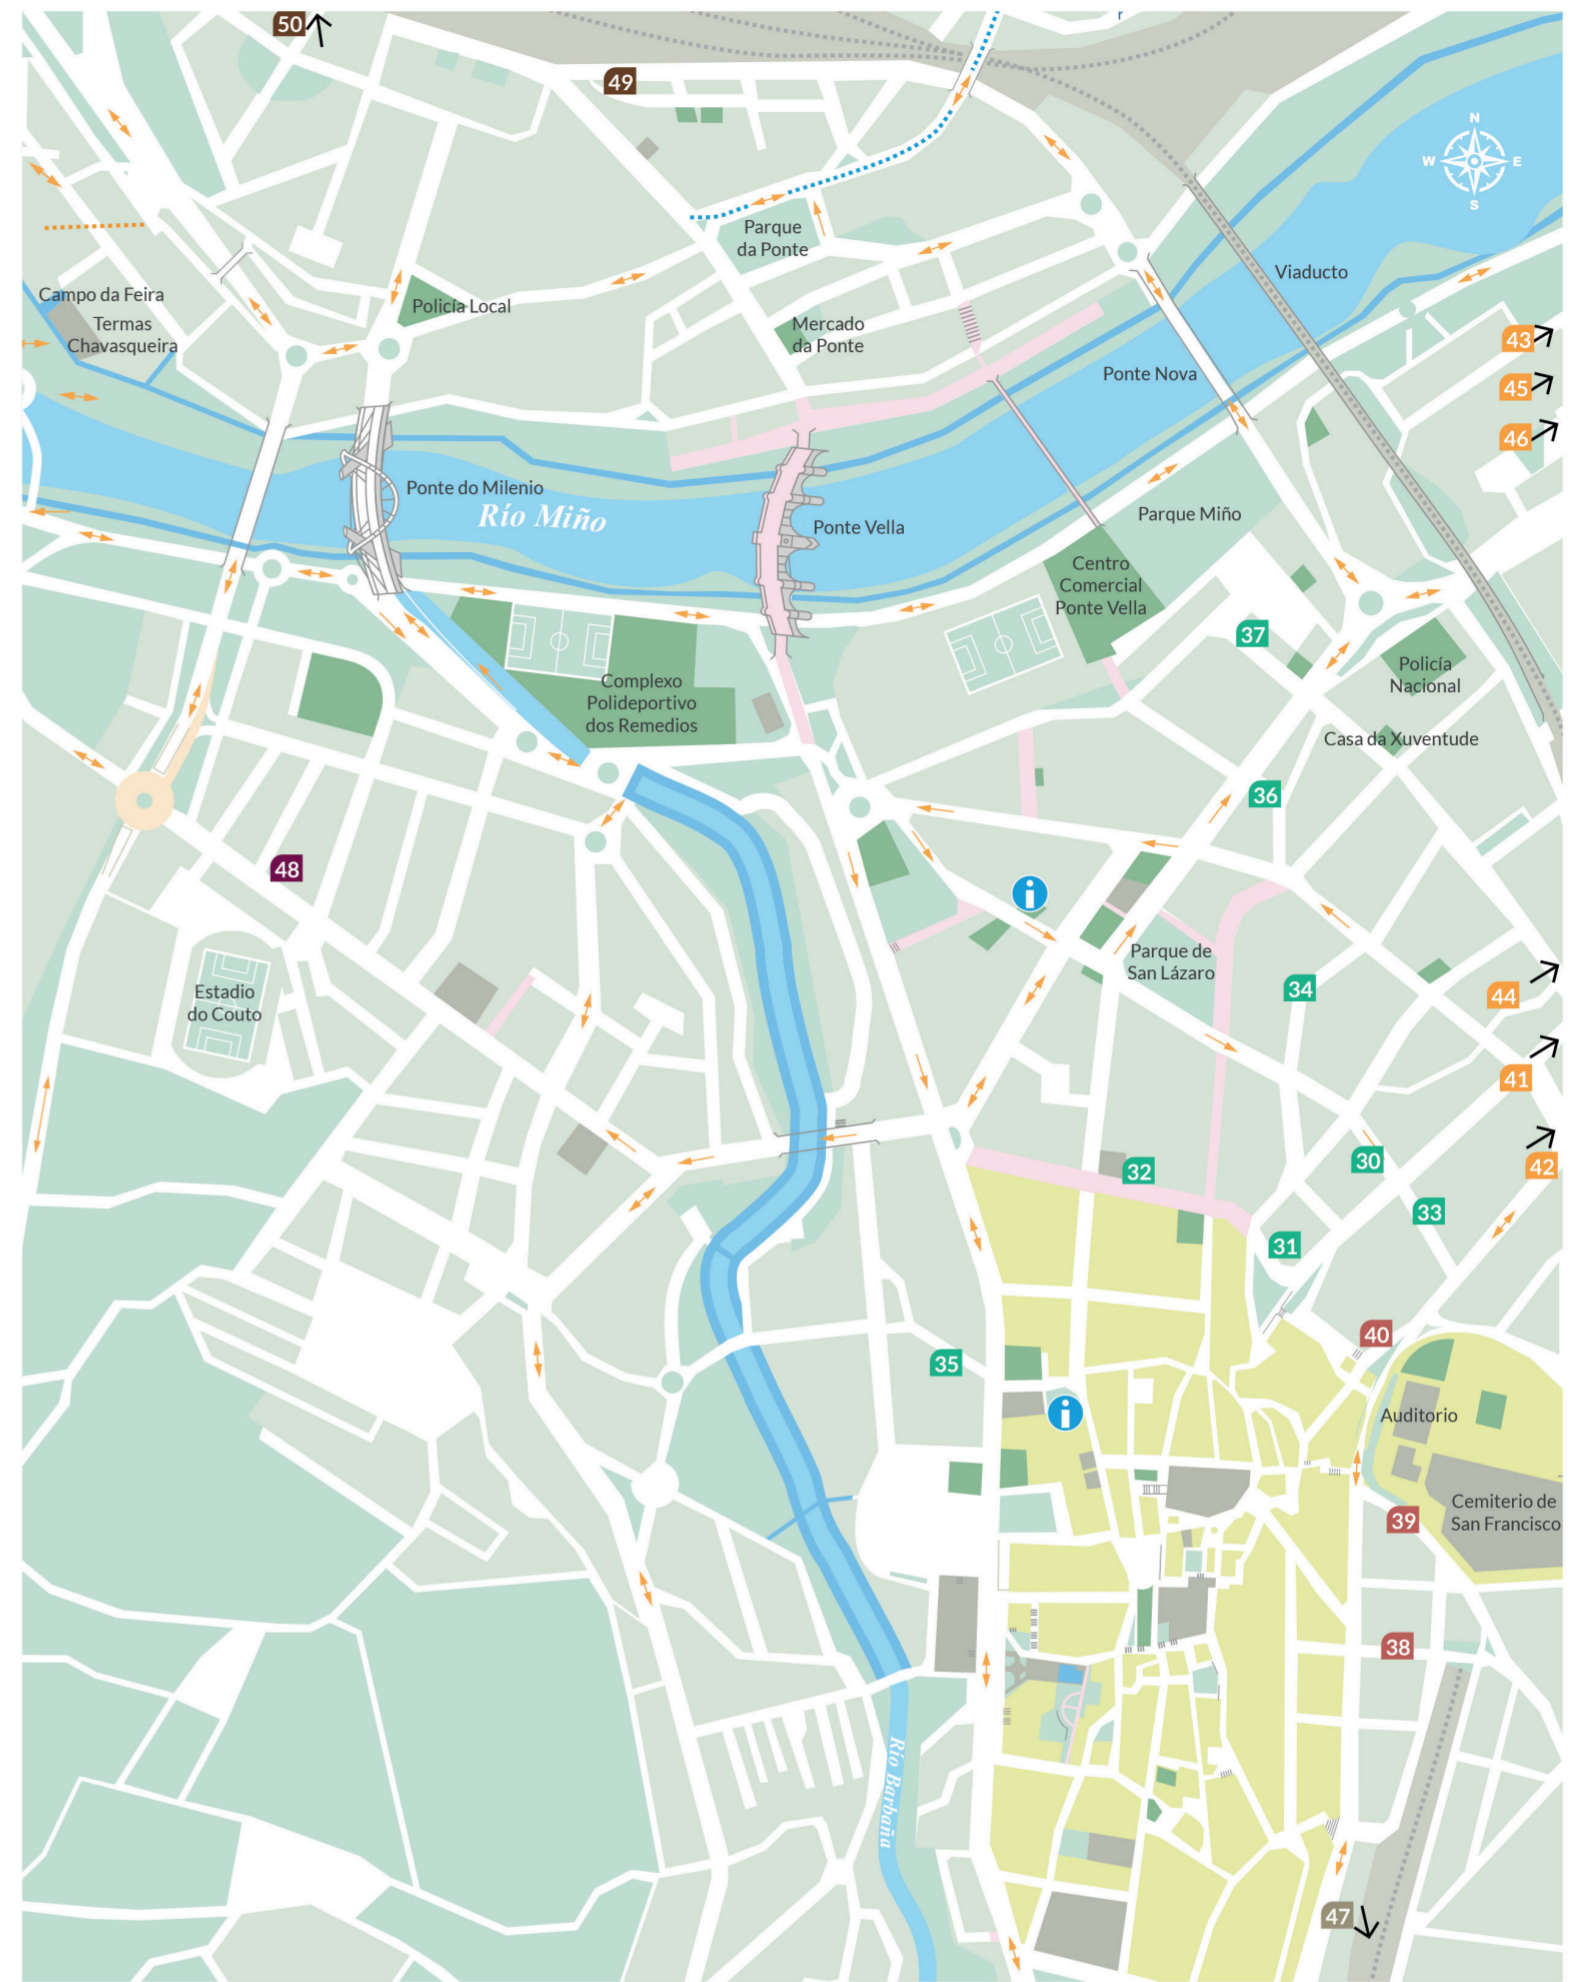 50
r
49
N
W
E
S
Parque
da Ponte
Viaducto
Campo da Feira
Policía Local
Termas
Chavasqueira
Mercado
da Ponte
43
Ponte Nova
45
46
Ponte do Milenio
Río Miño
Ponte Vella
Parque Miño
Centro
Comercial
Ponte Vella
37
Policía
Nacional
Complexo
Polideportivo
dos Remedios
Casa da Xuventude
36
48
i
Parque de
San Lázaro
Estadio
do Couto
34
44
41
30
42
32
33
31
40
35
i
Auditorio
Cemiterio de
San Francisco
39
38
Río Barbaña
47